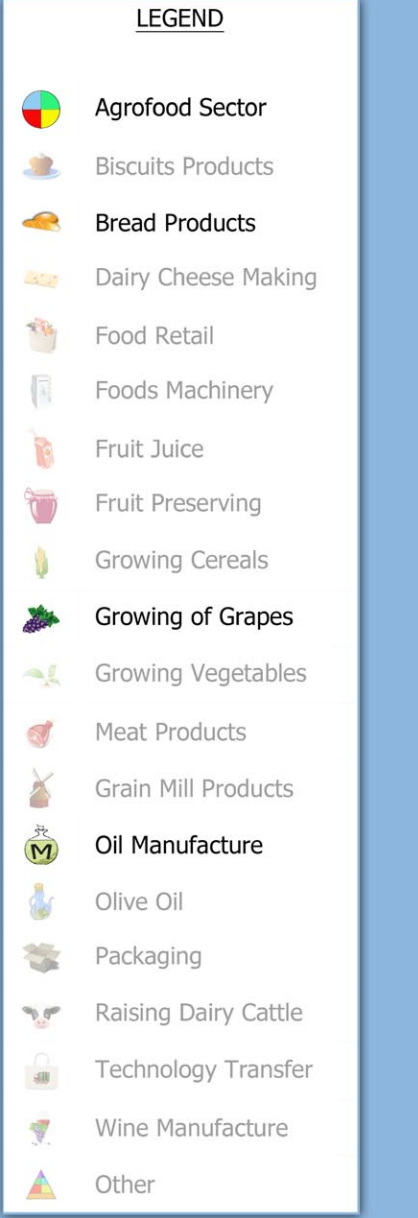 LEGEND
Agrofood Sector
Biscuits Products
Bread Products
Dairy Cheese Making
Food Retail
Foods Machinery
Fruit Juice
Fruit Preserving
Growing Cereals
Growing of Grapes
Growing Vegetables
Meat Products
Grain Mill Products
M Oil Manufacture
Olive Oil
Packaging
Raising Dairy Cattle
Technology Transfer
Wine Manufacture
Other